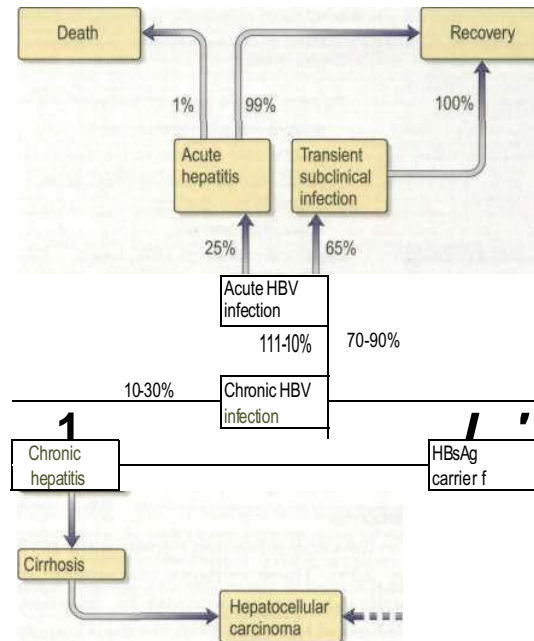 Death
Recovery
1%
99%
100%
Acute
hepatitis
Transient
subclinical
infection
25%
65%
Acute HBV
infection
111-10%
70-90%
10-30%
Chronic HBV
infection
1
Chronic
hepatitis
HBsAg
carrier f
Cirrhosis
Hepatocellular
carcinoma